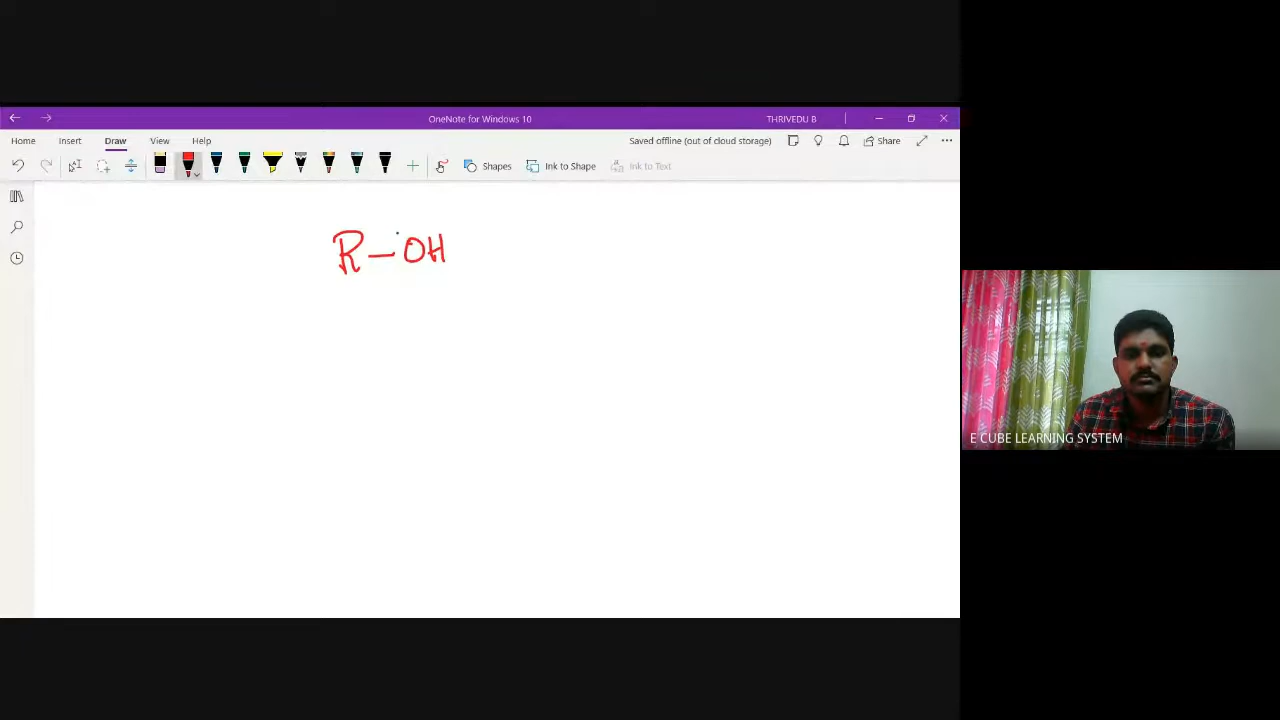 OneNote for Windows 10
THRIVEDU B
Home Insert Draw View Help
Saved offline (out of cloud storage)
Share
Shapes
Ink to Shape
Ink to Text
R-OH
E CUBE LEARNING SYSTEM